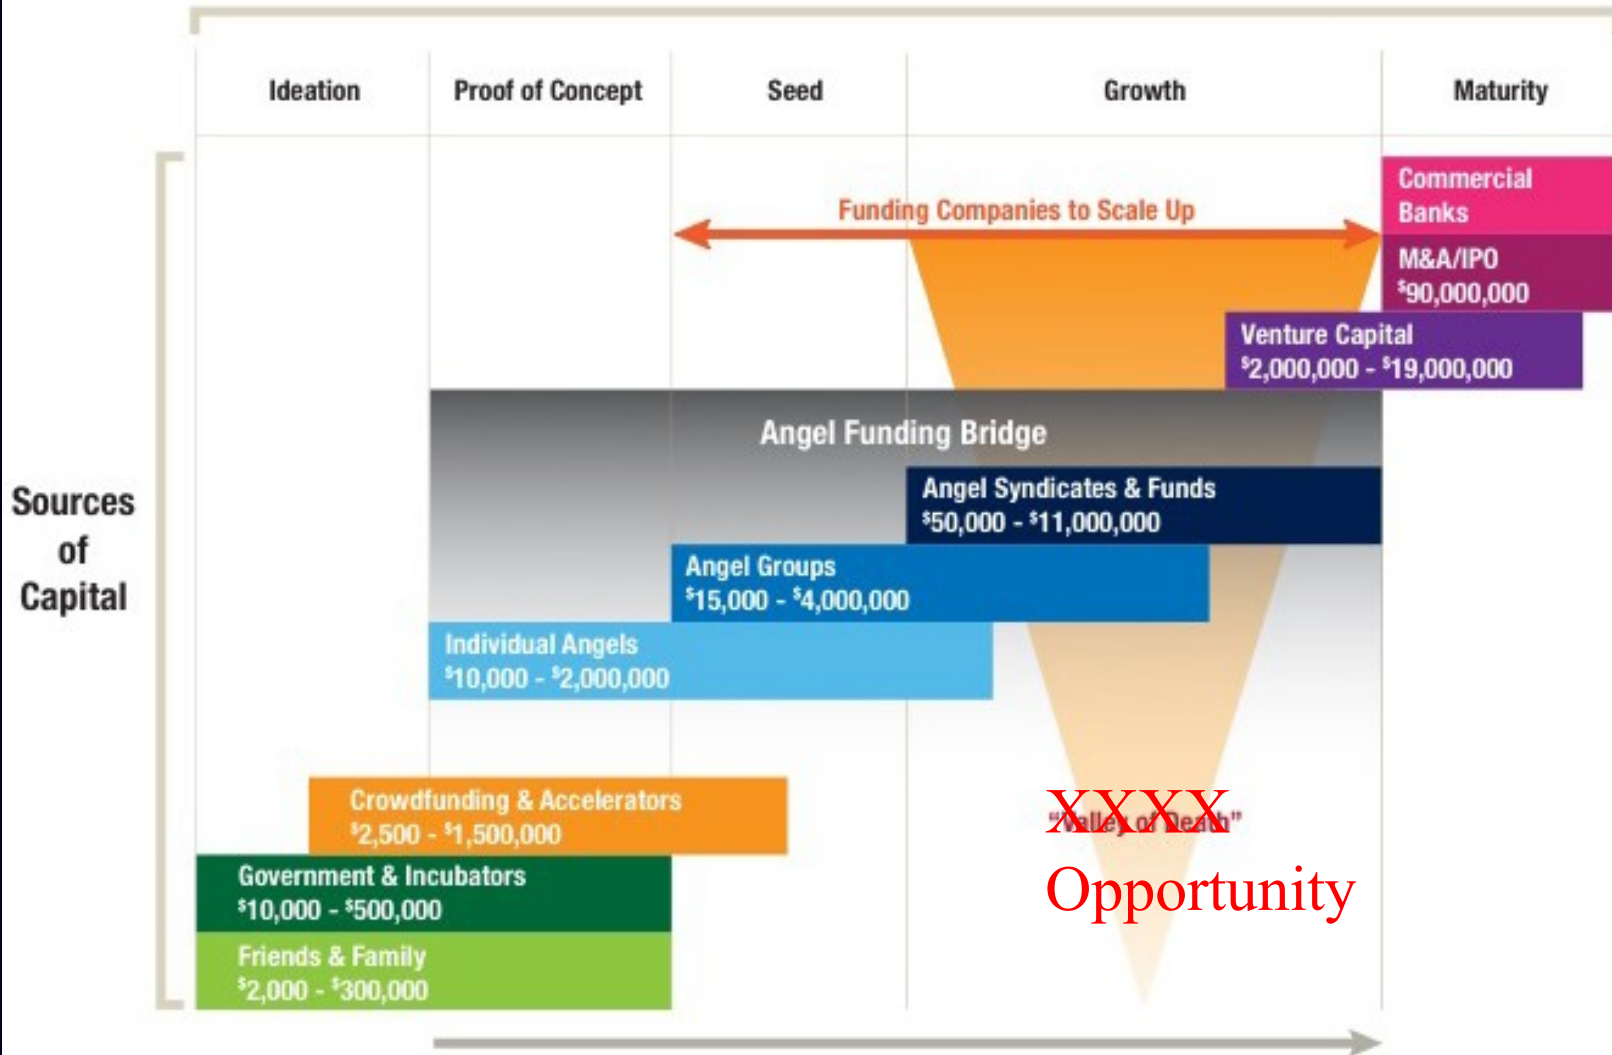 Ideation
Proof of Concept
Seed
Growth
Maturity
Commercial
Banks
Funding Companies to Scale Up
M&A/IPO
$90,000,000
Venture Capital
$2,000,000 - $19,000,000
Angel Funding Bridge
Angel Syndicates & Funds
$50,000 - $11,000,000
Sources
of
Capital
Angel Groups
$15,000 - $4,000,000
Individual Angels
$10,000 - $2,000,000
Crowdfunding & Accelerators
$2,500 - $1,500,000
XXXX
"Valley of Death"
Opportunity
Government & Incubators
$10,000 - $500,000
Friends & Family
$2,000 - $300,000